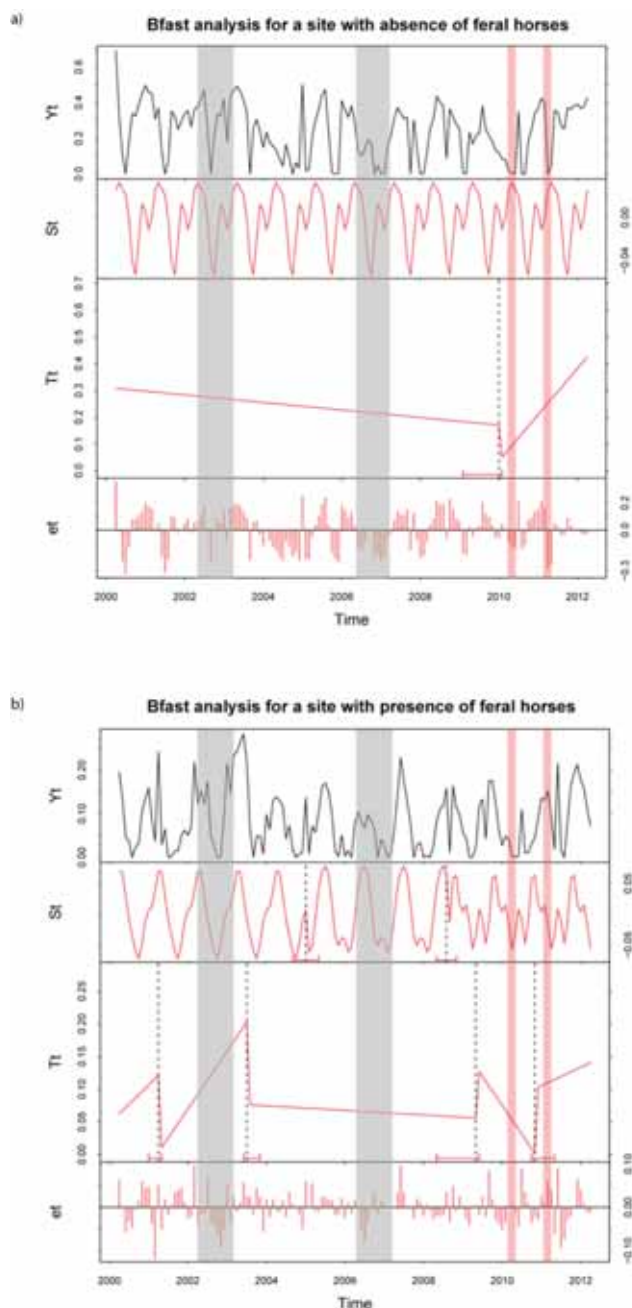 a)
Bfast analysis for a site with absence of feral horses
Yt
0.0 0.2 0.4 0.6
St
-0.04 0.00
Tt
0.0 0.1 0.2 0.3 0.4 0.5 0.6 0.7
et
-0.3 0.0 0.2
2000 2002 2004 2006 2008 2010 2012
Time
b)
Bfast analysis for a site with presence of feral horses
Yt
0.00 0.10 0.20
St
-0.05 0.05
Tt
0.00 0.05 0.10 0.15 0.20 0.25
et
-0.10 0.00 0.10
2000 2002 2004 2006 2008 2010 2012
Time